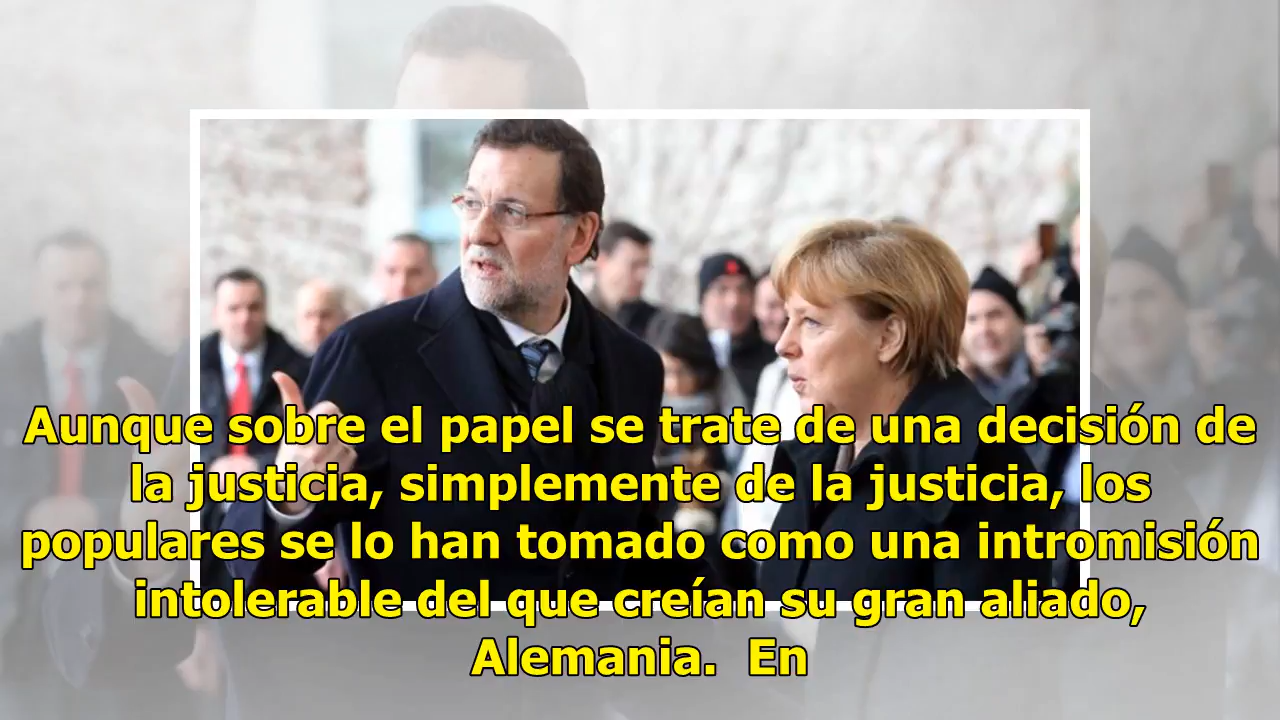 Aunque sobre el papel se trate de una decisión de
la justicia, simplemente de la justicia, los
populares se lo han tomado como una intromisión
intolerable del que creían su gran aliado,
Alemania.  En